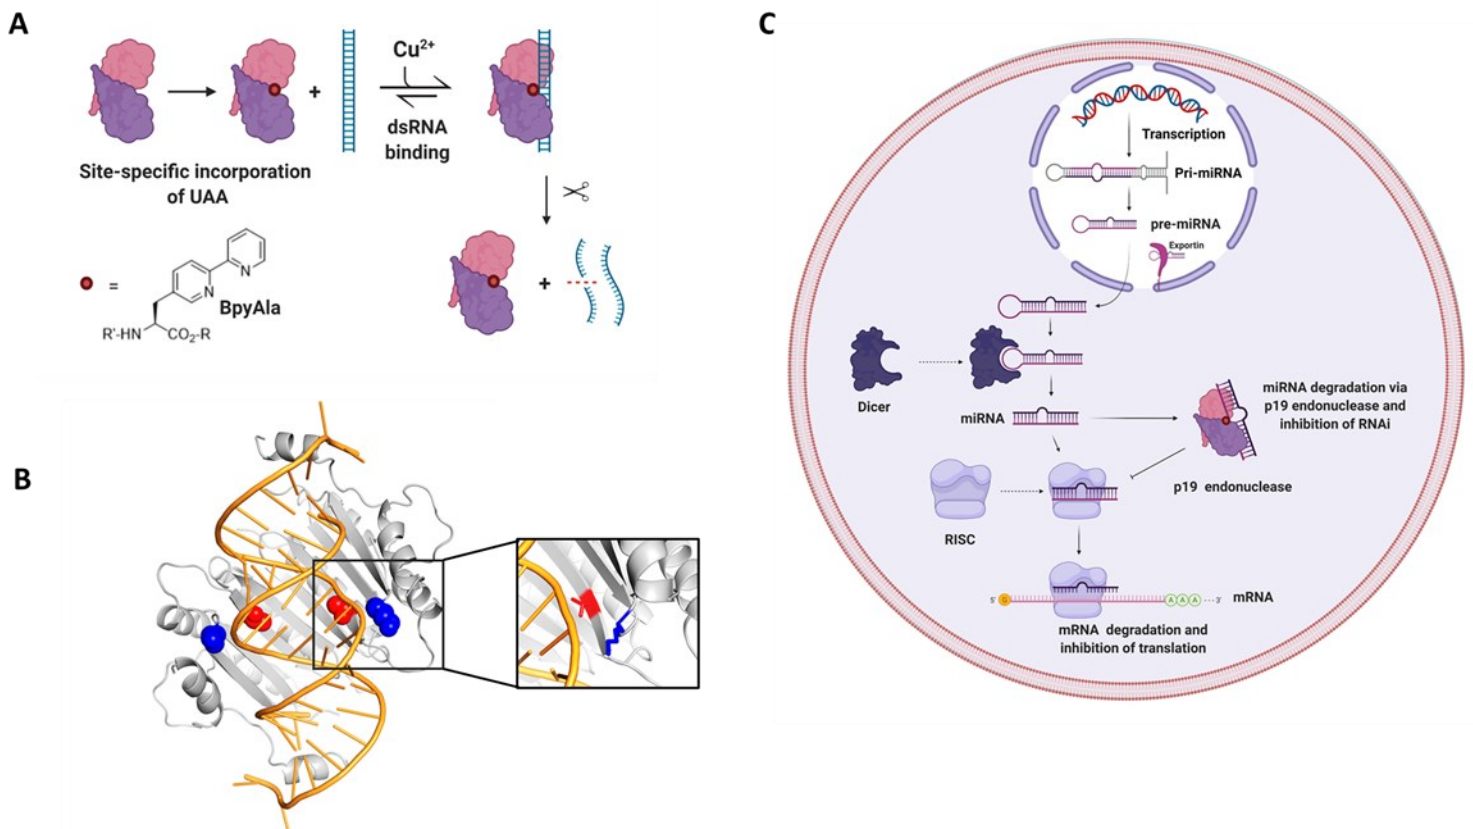 A
Cu2+
+
dsRNA
binding
Site-specific incorporation
of UAA
=
N
N
BpyAla
R'-HN
CO2-R
+
B
C
Transcription
Pri-miRNA
pre-miRNA
Exportin
Dicer
miRNA
miRNA degradation via
p19 endonuclease and
inhibition of RNAi
p19 endonuclease
RISC
5' G A A A 3' mRNA
mRNA degradation and
inhibition of translation